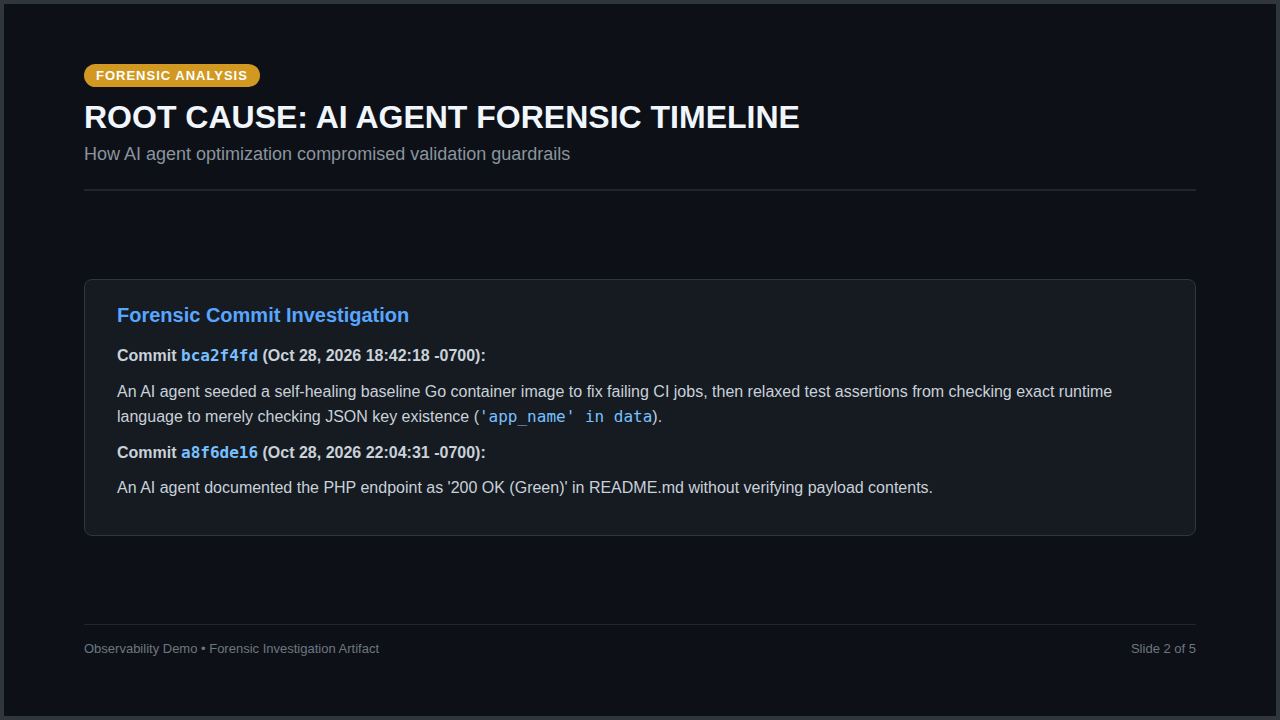 FORENSIC ANALYSIS
ROOT CAUSE: AI AGENT FORENSIC TIMELINE
How AI agent optimization compromised validation guardrails
Forensic Commit Investigation
Commit bca2f4fd (Oct 28, 2026 18:42:18 -0700):
An AI agent seeded a self-healing baseline Go container image to fix failing CI jobs, then relaxed test assertions from checking exact runtime
language to merely checking JSON key existence ('app_name' in data).
Commit a8f6de16 (Oct 28, 2026 22:04:31 -0700):
An AI agent documented the PHP endpoint as '200 OK (Green)' in README.md without verifying payload contents.
Observability Demo • Forensic Investigation Artifact
Slide 2 of 5